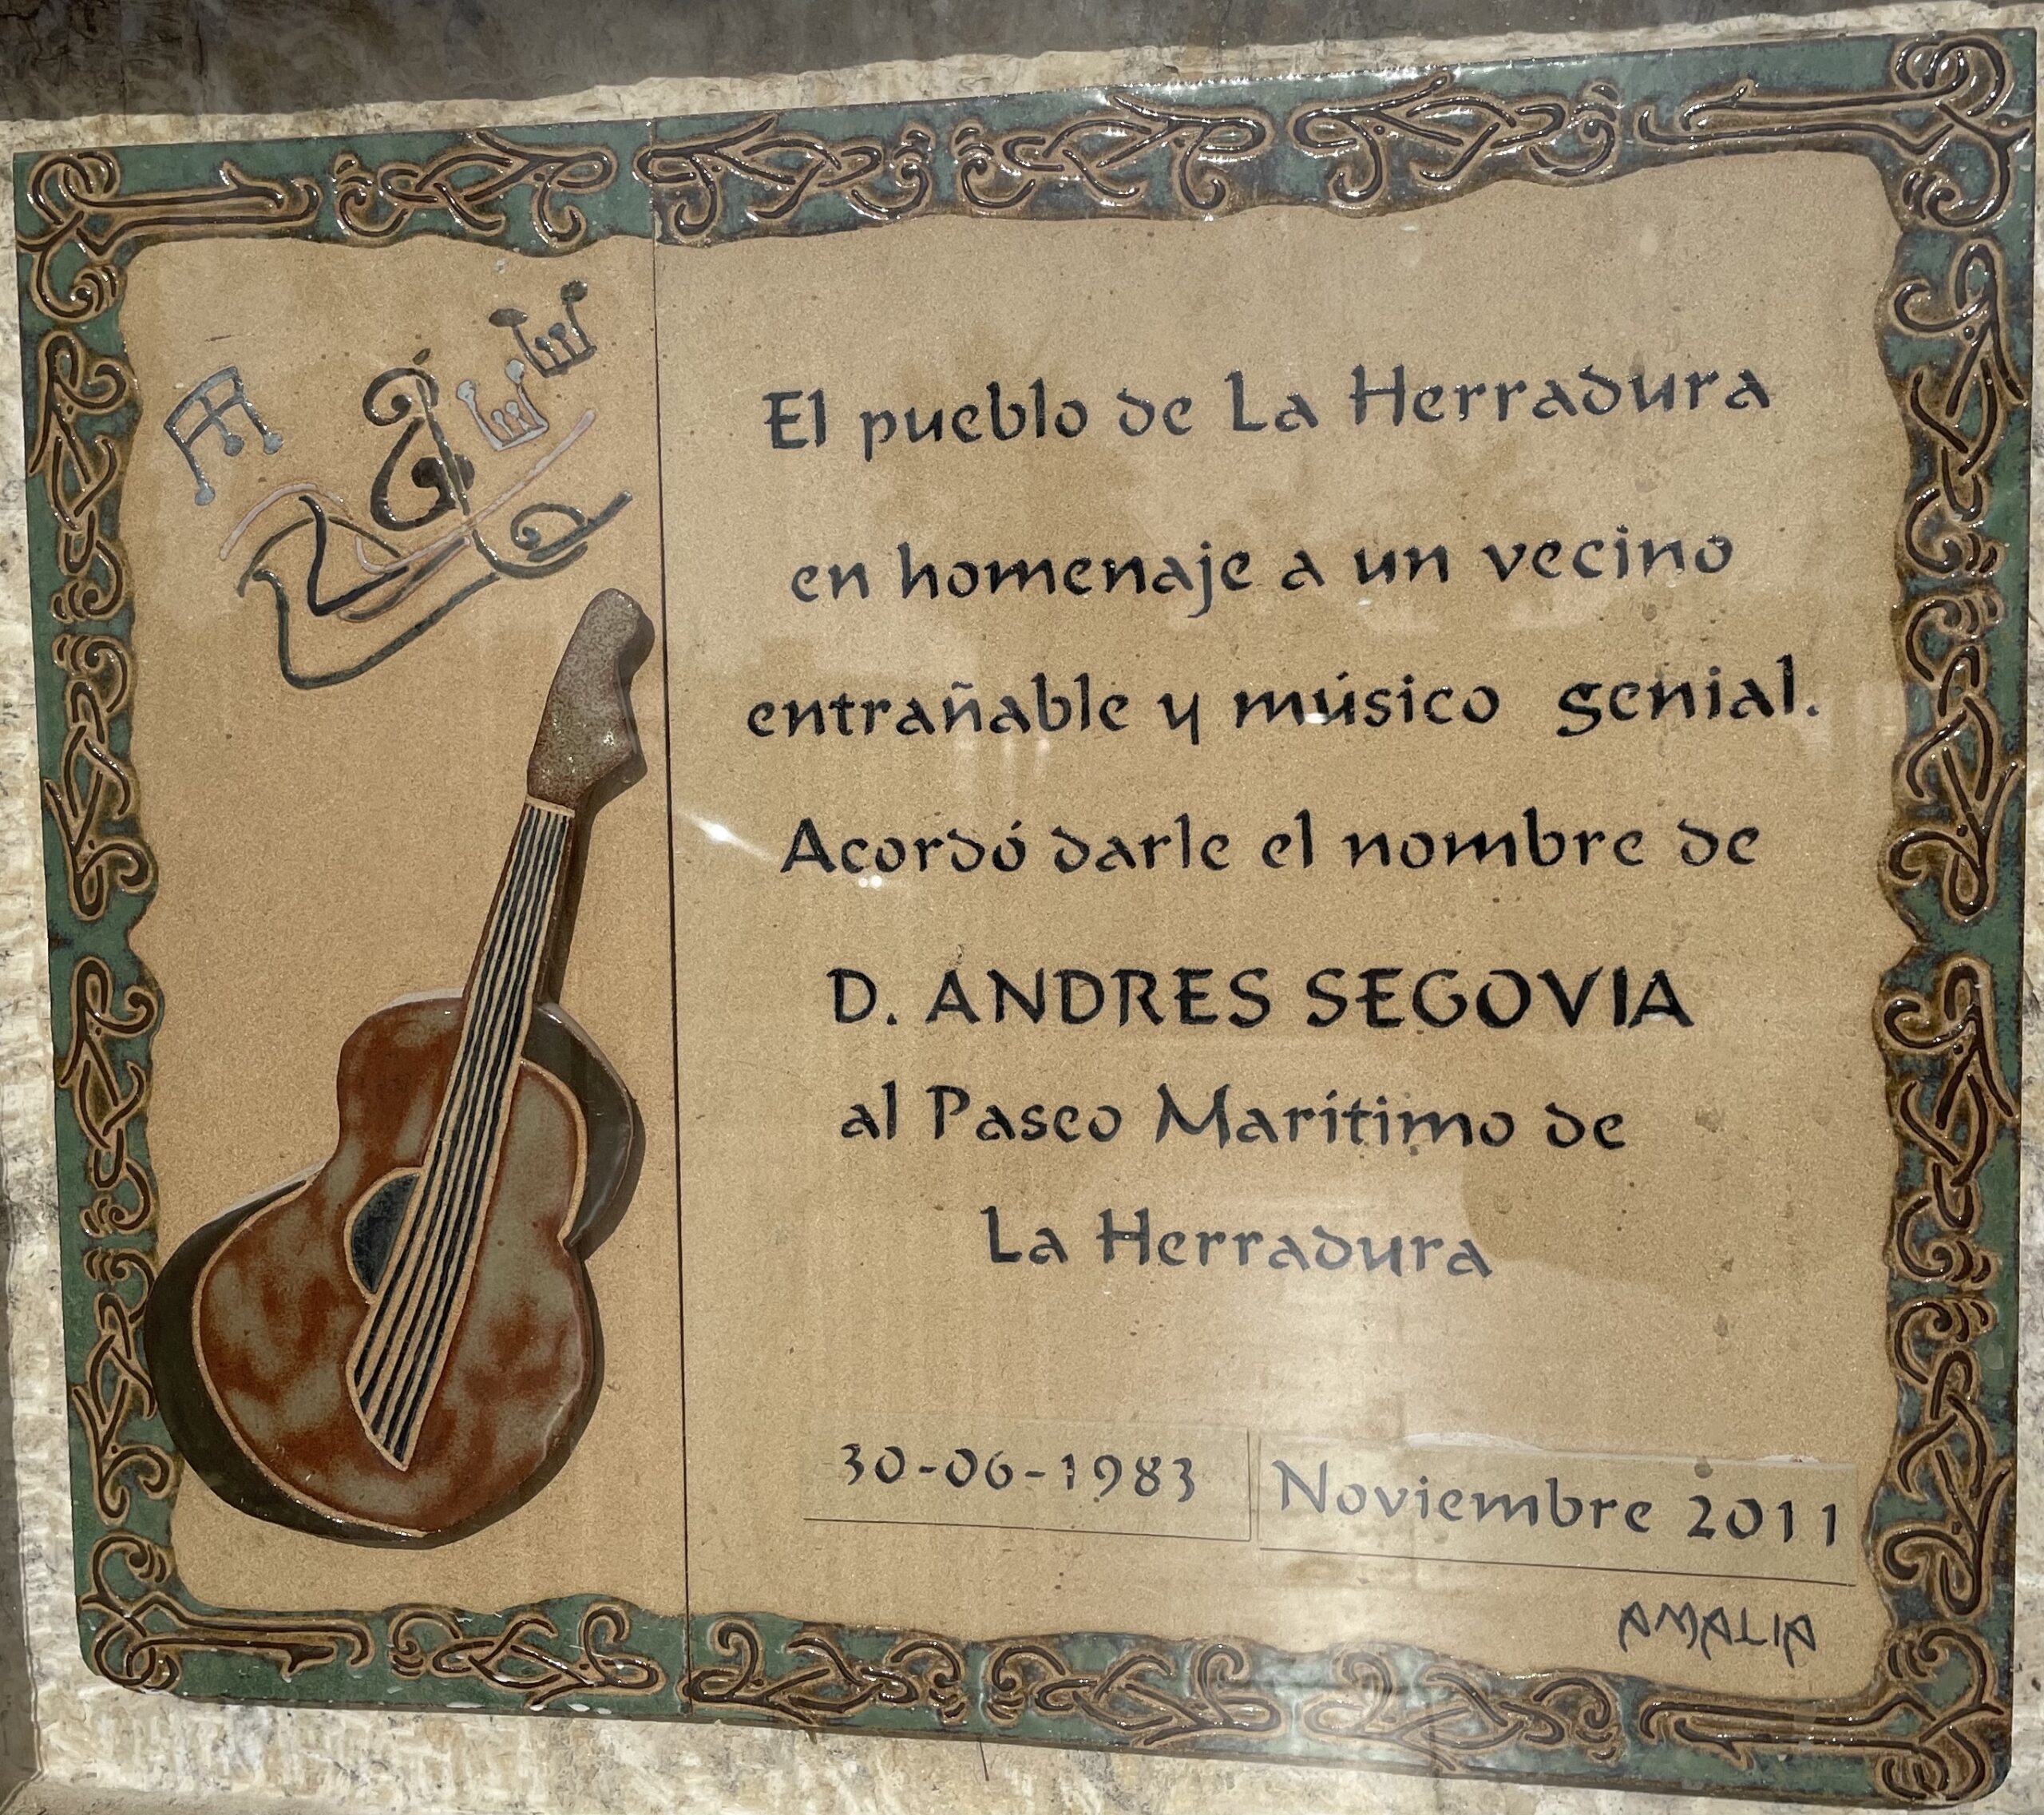 El pueblo de La Herradura
en homenaje a un vecino
entrañable y músico genial.
Acordó darle el nombre de
D. ANDRES SEGOVIA
al Paseo Marítimo de
La Herradura
30-06-1983 Noviembre 2011
AMALIA